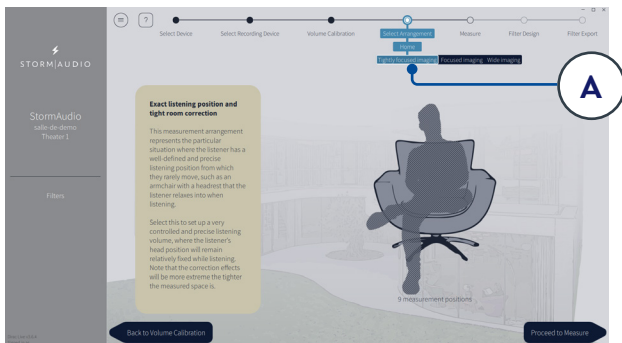 ?
Select Device
Select Recording Device
Volume Calibration
Select Arrangement
Measure
Filter Design
Filter Export
Home
Tightly focused imaging Focused imaging Wide imaging
A
STORM|AUDIO
StormAudio
salle-de-demo
Theater 1
Filters
Exact listening position and
tight room correction
This measurement arrangement
represents the particular
situation where the listener has a
well-defined and precise
listening position from which
they rarely move, such as an
armchair with a headrest that the
listener relaxes into when
listening.
Select this to set up a very
controlled and precise listening
volume, where the listener's
head position will remain
relatively fixed while listening.
Note that the correction effects
will be more extreme the tighter
the measured space is.
9 measurement positions
Back to Volume Calibration
Proceed to Measure